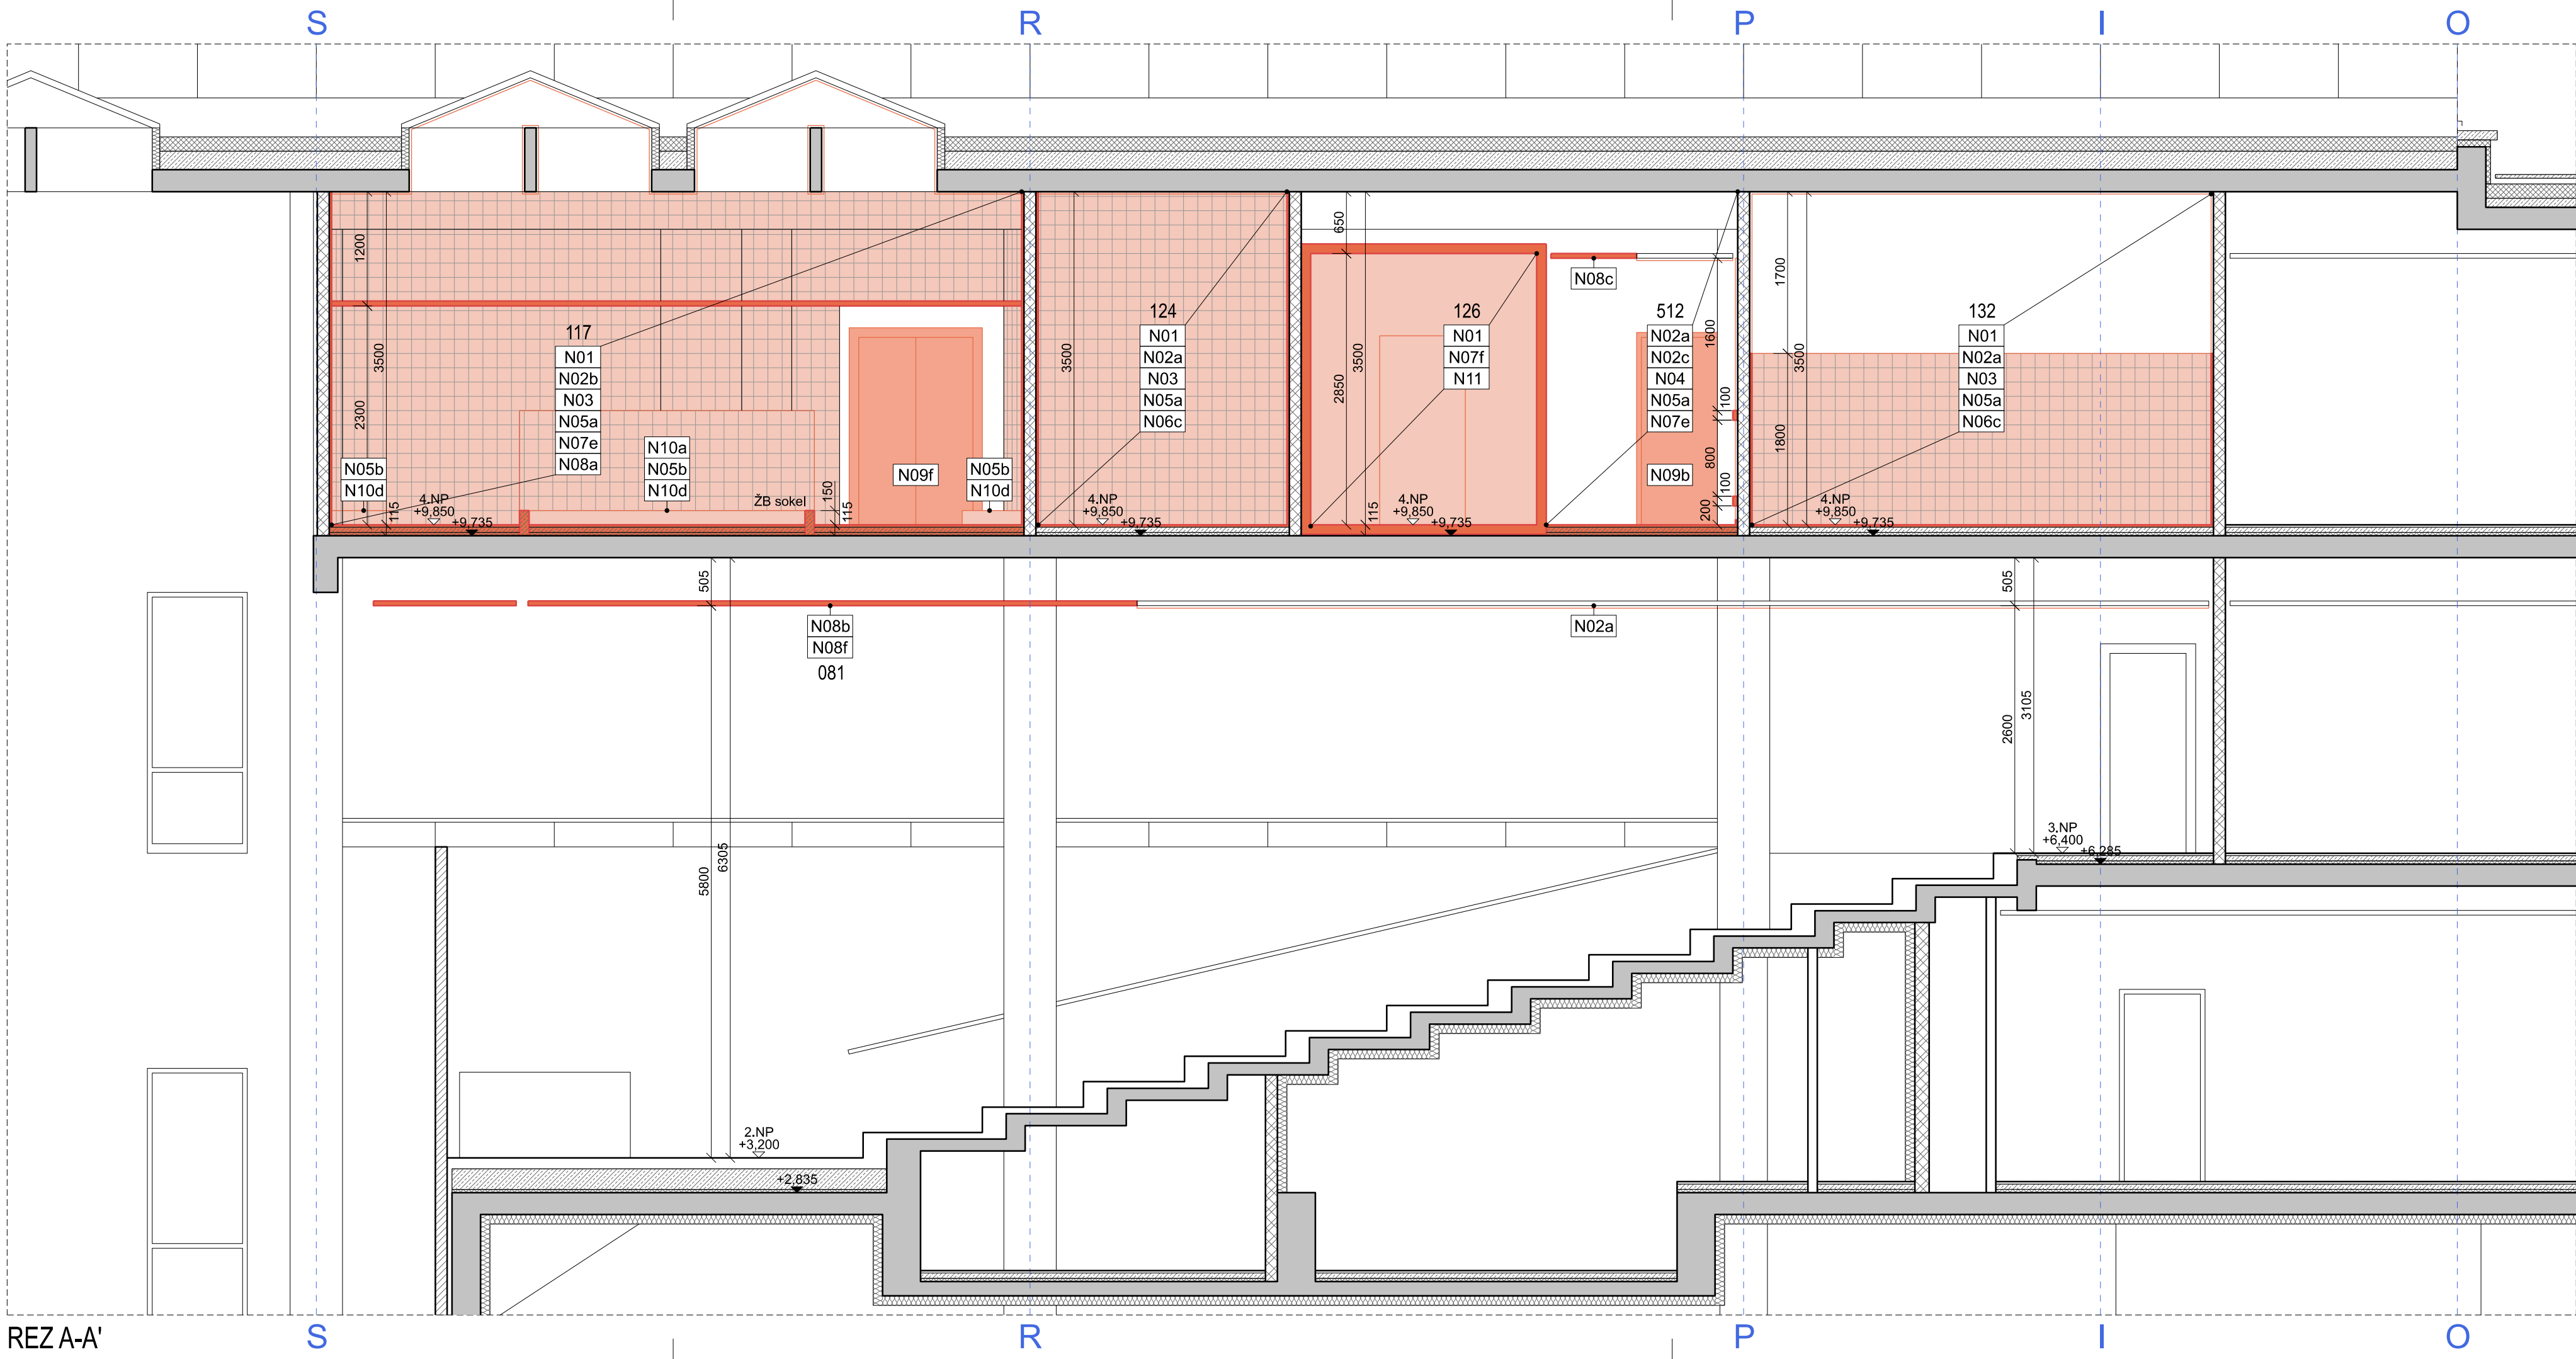 S
R
P
I
O
117
N01
N02b
N03
N05a
N07e
N08a
1200
2300
3500
115
N05b
N10d
4.NP
+9,850
+9,735
N10a
N05b
N10d
ŽB sokel
150
115
N09f
N05b
N10d
124
N01
N02a
N03
N05a
N06c
3500
4.NP
+9,850
+9,735
126
N01
N07f
N11
650
2850
3500
115
4.NP
+9,850
+9,735
N08c
512
N02a
N02c
N04
N05a
N07e
N09b
1600
100
800
100
200
132
N01
N02a
N03
N05a
N06c
1700
1800
3500
4.NP
+9,850
+9,735
505
5800
6305
N08b
N08f
081
N02a
505
2600
3105
3.NP
+6,400
+6,285
2.NP
+3,200
+2,835
REZ A-A'
S
R
P
I
O